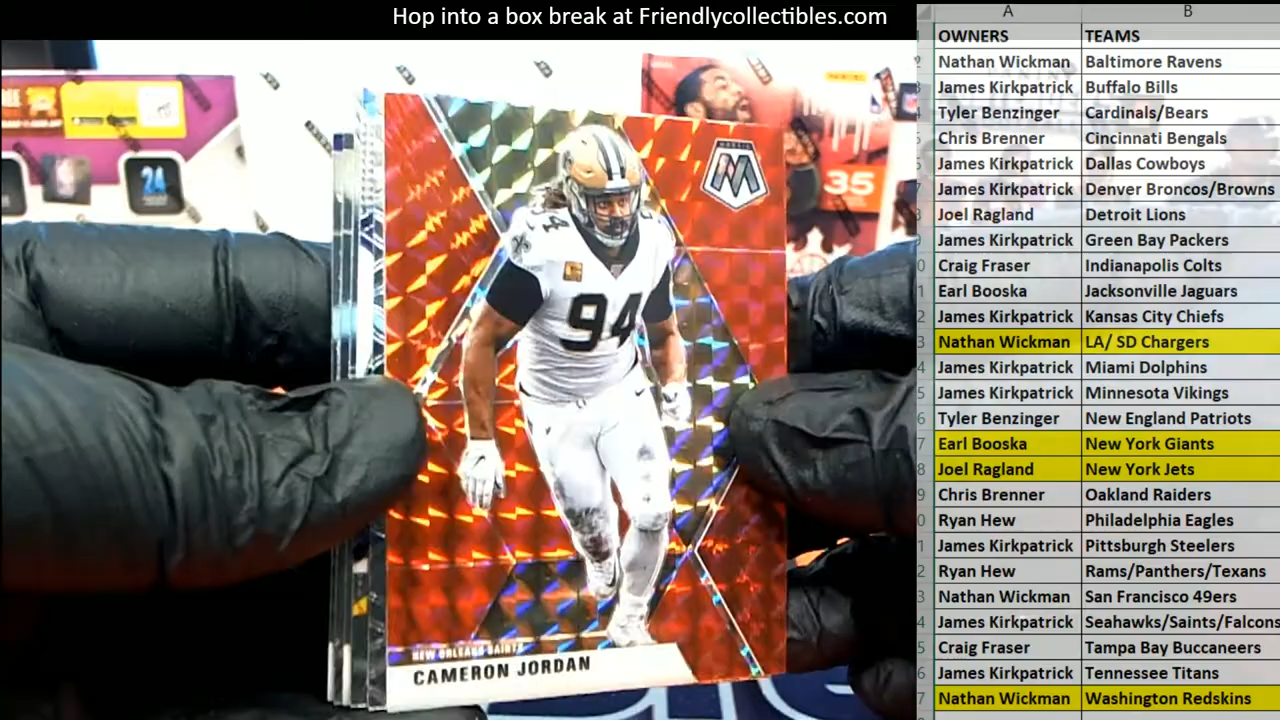 Hop into a box break at Friendlycollectibles.com
A B
OWNERS TEAMS
Nathan Wickman Baltimore Ravens
James Kirkpatrick Buffalo Bills
Tyler Benzinger Cardinals/Bears
Chris Brenner Cincinnati Bengals
James Kirkpatrick Dallas Cowboys
James Kirkpatrick Denver Broncos/Browns
Joel Ragland Detroit Lions
James Kirkpatrick Green Bay Packers
Craig Fraser Indianapolis Colts
Earl Booska Jacksonville Jaguars
James Kirkpatrick Kansas City Chiefs
Nathan Wickman LA/ SD Chargers
James Kirkpatrick Miami Dolphins
James Kirkpatrick Minnesota Vikings
Tyler Benzinger New England Patriots
Earl Booska New York Giants
Joel Ragland New York Jets
Chris Brenner Oakland Raiders
Ryan Hew Philadelphia Eagles
James Kirkpatrick Pittsburgh Steelers
Ryan Hew Rams/Panthers/Texans
Nathan Wickman San Francisco 49ers
James Kirkpatrick Seahawks/Saints/Falcons
Craig Fraser Tampa Bay Buccaneers
James Kirkpatrick Tennessee Titans
Nathan Wickman Washington Redskins
MOSAIC
M
94
94
24
35
NEW ORLEANS SAINTS
CAMERON JORDAN